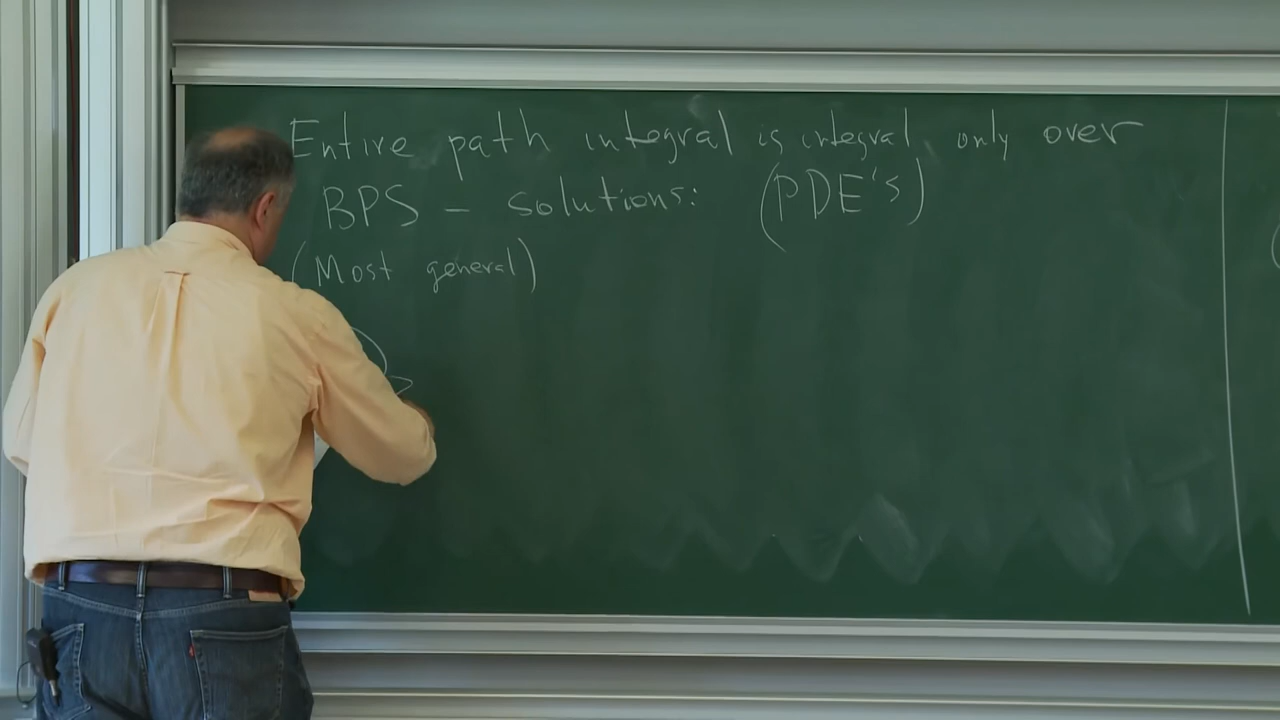 Entire path integral is integral only over
BPS - solutions: (PDE's)
(Most general)